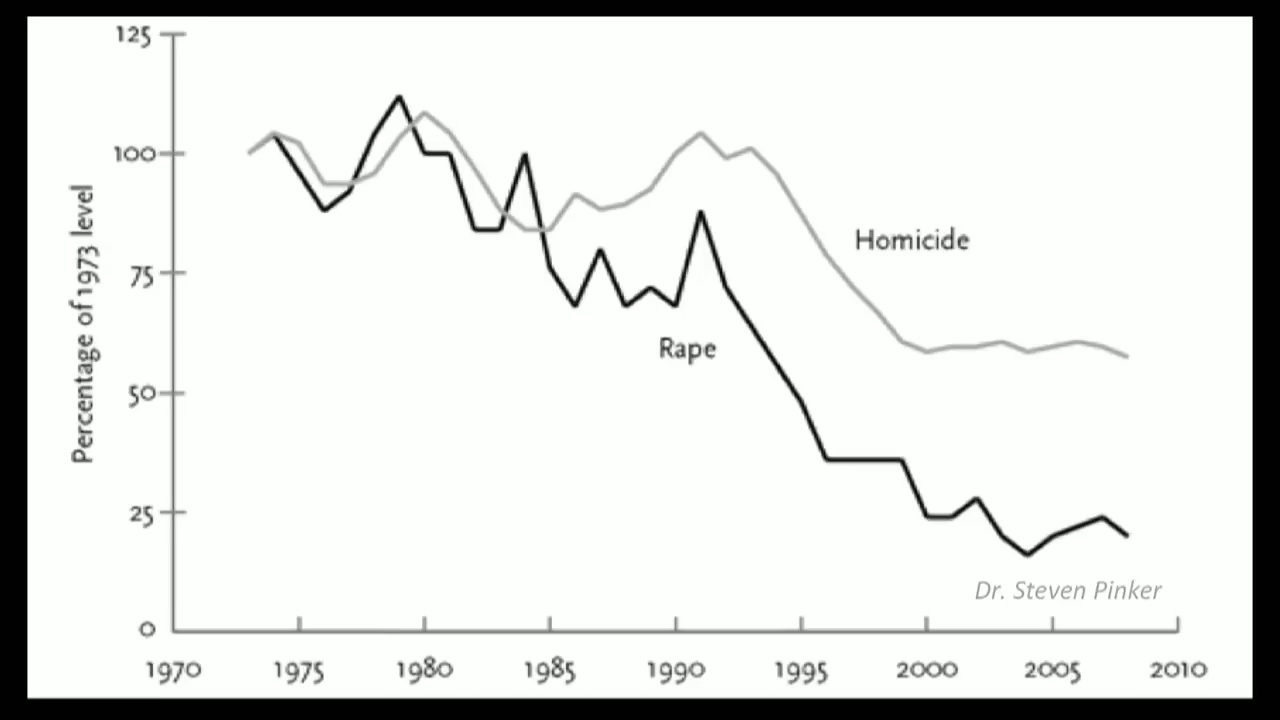 125
100
75
50
25
0
Percentage of 1973 level
Homicide
Rape
Dr. Steven Pinker
1970 1975 1980 1985 1990 1995 2000 2005 2010